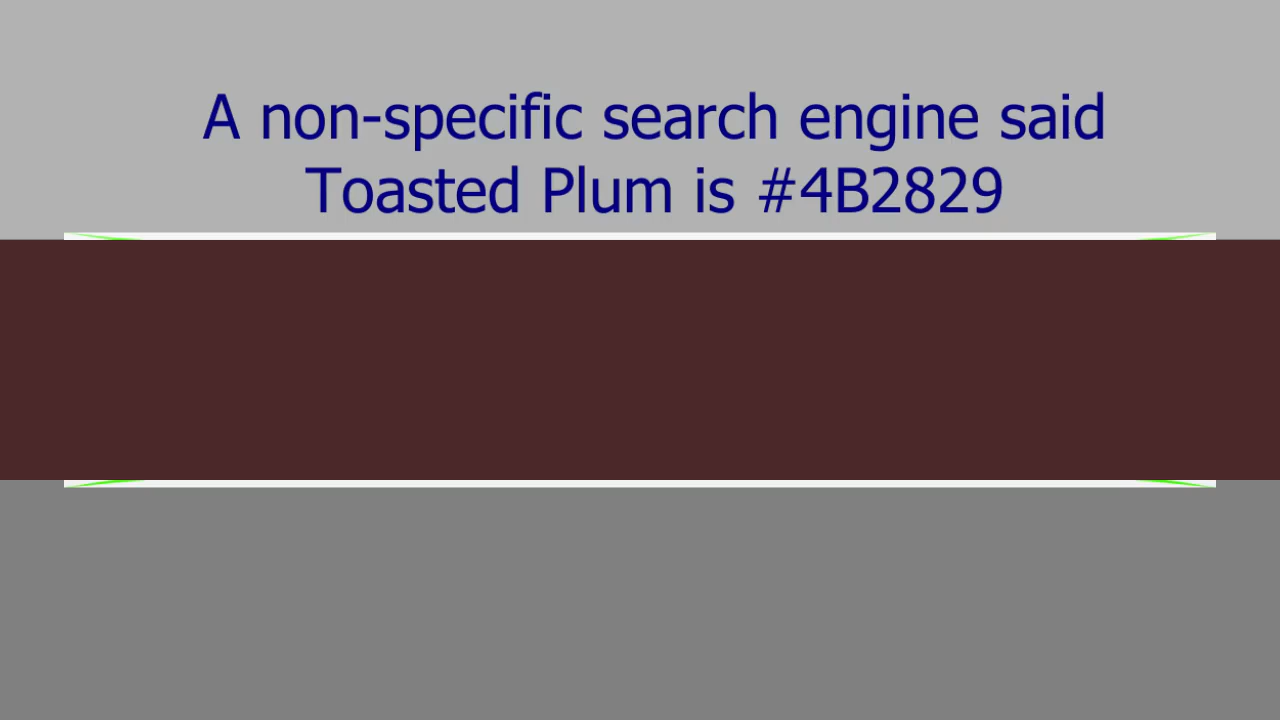 A non-specific search engine said
Toasted Plum is #4B2829